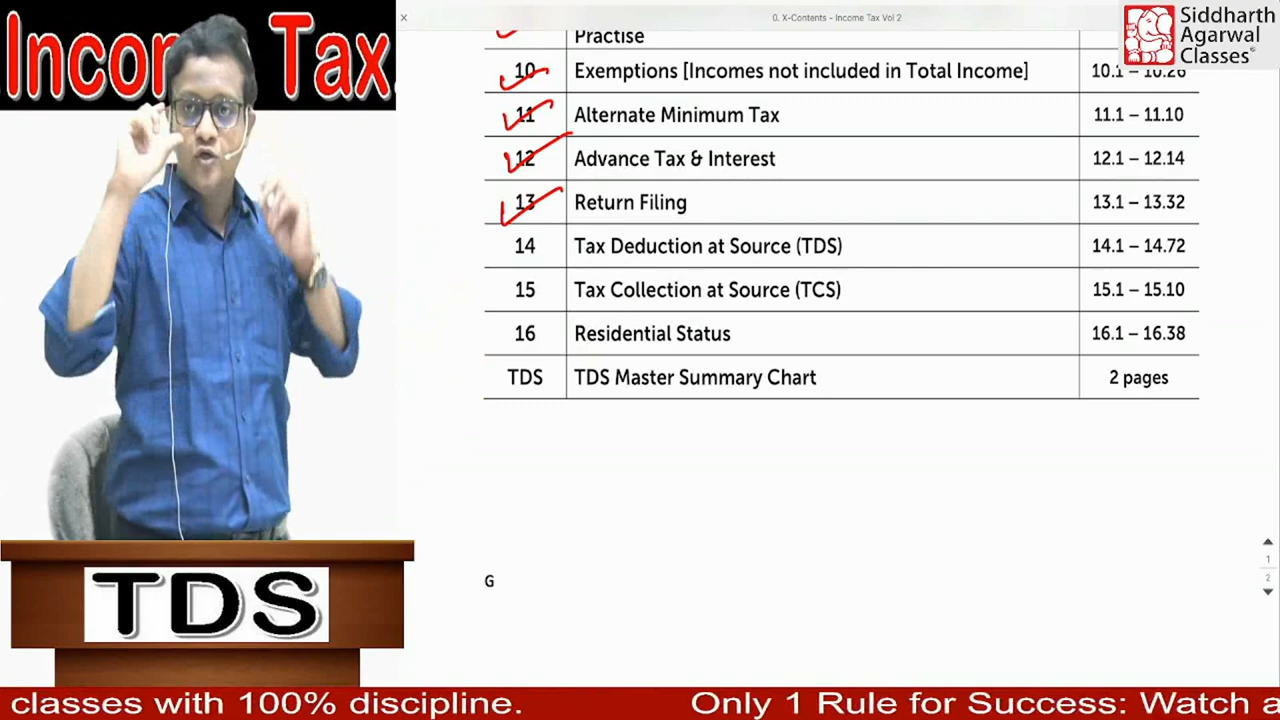 Income Tax.
0. X-Contents - Income Tax Vol 2
Siddharth
Agarwal
Classes
Practise
10 Exemptions [Incomes not included in Total Income] 10.1 – 10.26
11 Alternate Minimum Tax 11.1 – 11.10
12 Advance Tax & Interest 12.1 – 12.14
13 Return Filing 13.1 – 13.32
14 Tax Deduction at Source (TDS) 14.1 – 14.72
15 Tax Collection at Source (TCS) 15.1 – 15.10
16 Residential Status 16.1 – 16.38
TDS TDS Master Summary Chart 2 pages
1
2
G
TDS
classes with 100% discipline. Only 1 Rule for Success: Watch a